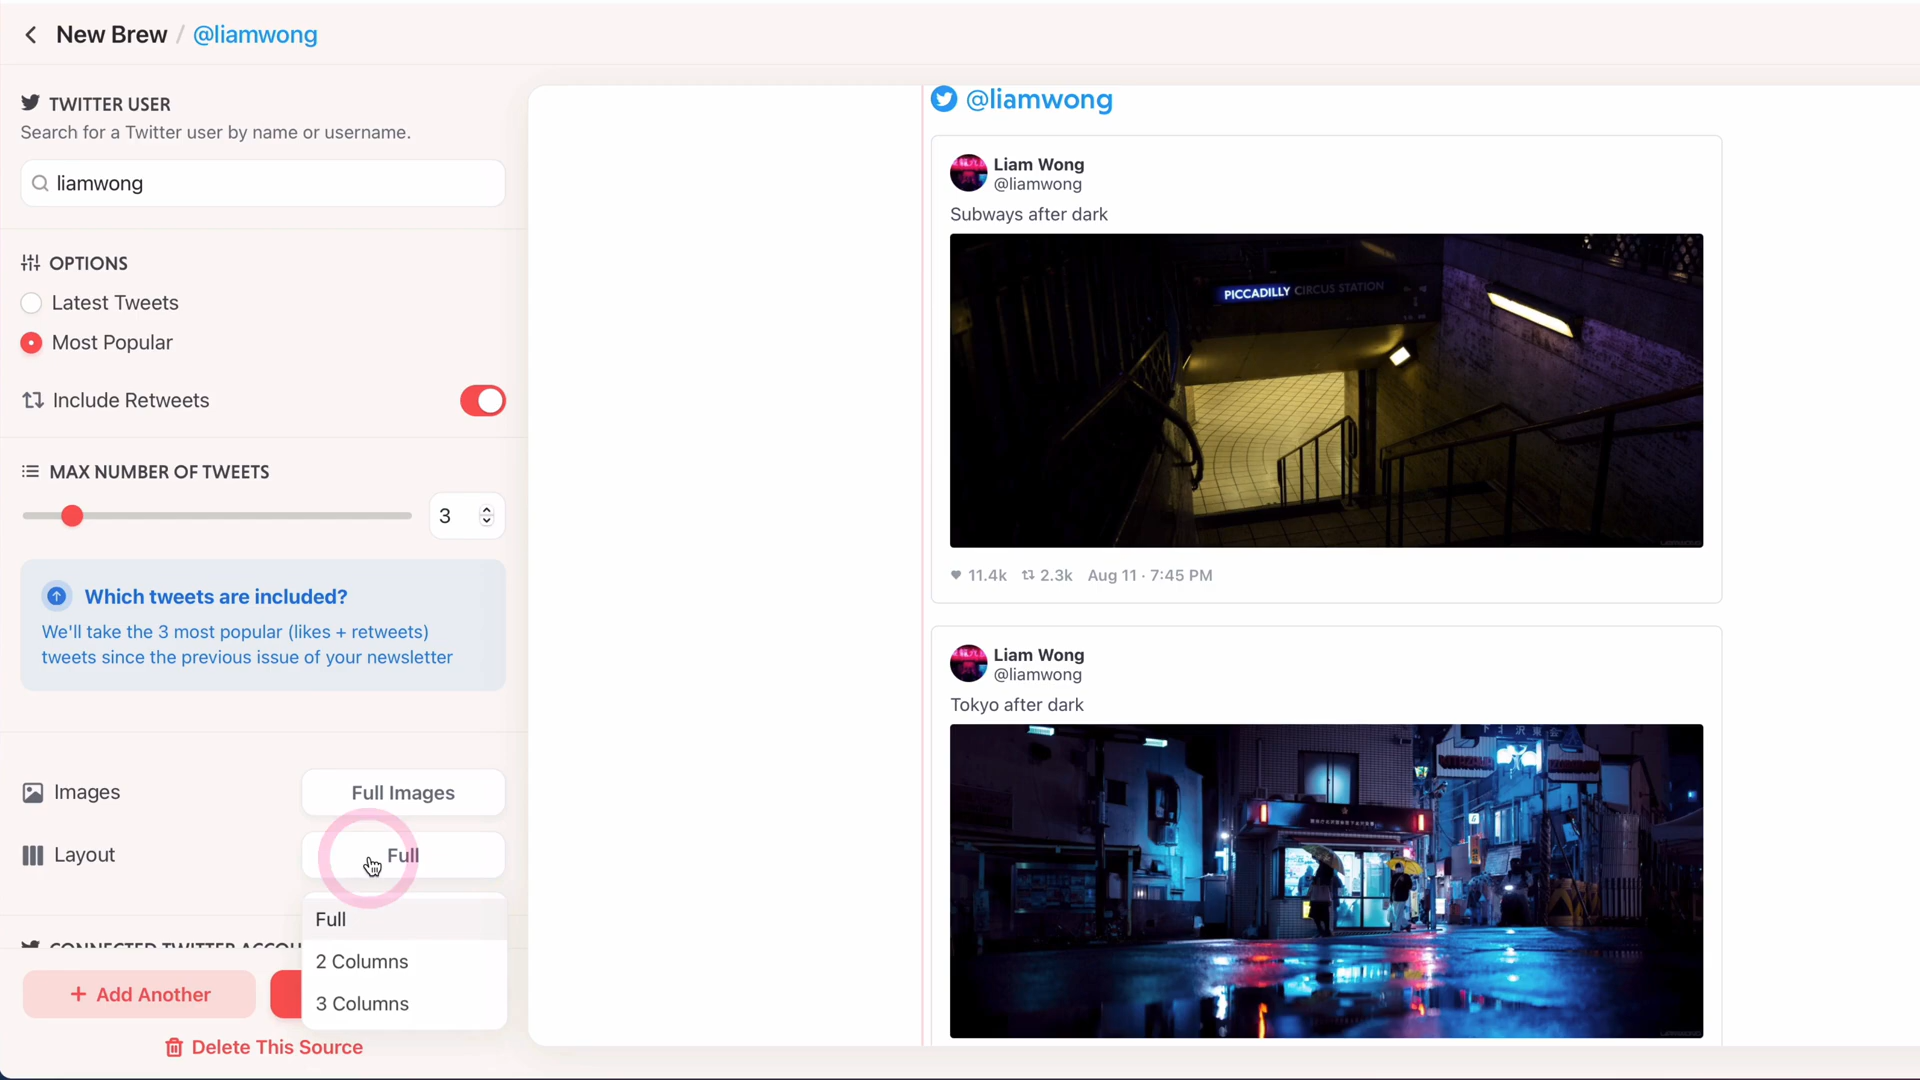 New Brew / @liamwong
TWITTER USER
Search for a Twitter user by name or username.
liamwong
OPTIONS
Latest Tweets
Most Popular
Include Retweets
MAX NUMBER OF TWEETS
3
Which tweets are included?
We'll take the 3 most popular (likes + retweets)
tweets since the previous issue of your newsletter
Images
Full Images
Layout
Full
Full
2 Columns
3 Columns
CONNECTED TWITTER ACCOU
+ Add Another
Delete This Source
@liamwong
Liam Wong
@liamwong
Subways after dark
PICCADILLY CIRCUS STATION
11.4k 2.3k Aug 11 · 7:45 PM
Liam Wong
@liamwong
Tokyo after dark